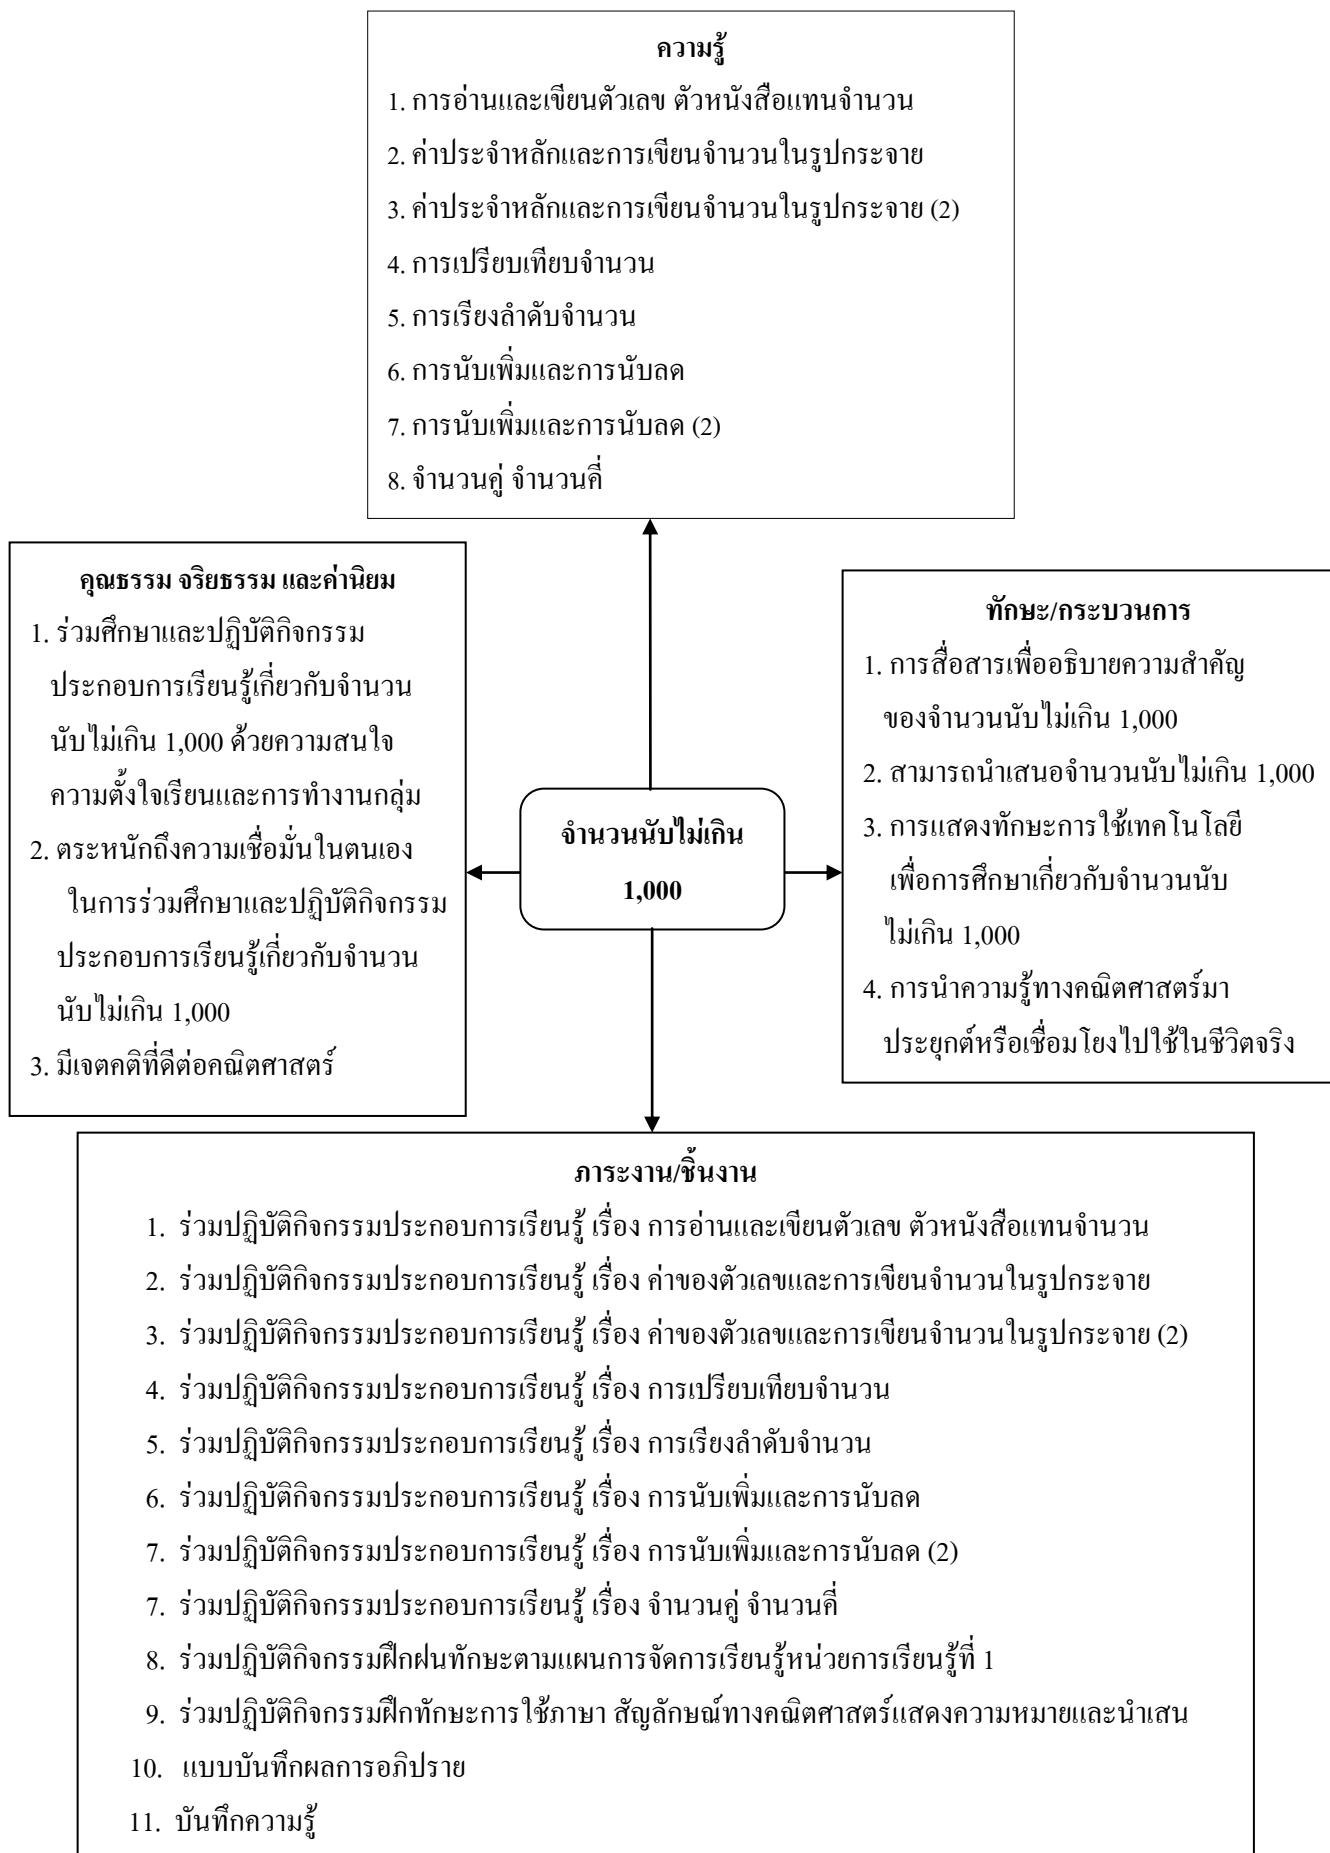 ความรู้
1. การอ่านและเขียนตัวเลข ตัวหนังสือแทนจำนวน
2. ค่าประจำหลักและการเขียนจำนวนในรูปกระจาย
3. ค่าประจำหลักและการเขียนจำนวนในรูปกระจาย (2)
4. การเปรียบเทียบจำนวน
5. การเรียงลำดับจำนวน
6. การนับเพิ่มและการนับลด
7. การนับเพิ่มและการนับลด (2)
8. จำนวนคู่ จำนวนคี่
คุณธรรม จริยธรรม และค่านิยม
1. ร่วมศึกษาและปฏิบัติกิจกรรม
ประกอบการเรียนรู้เกี่ยวกับจำนวน
นับไม่เกิน 1,000 ด้วยความสนใจ
ความตั้งใจเรียนและการทำงานกลุ่ม
2. ตระหนักถึงความเชื่อมั่นในตนเอง
ในการร่วมศึกษาและปฏิบัติกิจกรรม
ประกอบการเรียนรู้เกี่ยวกับจำนวน
นับไม่เกิน 1,000
3. มีเจตคติที่ดีต่อคณิตศาสตร์
จำนวนนับไม่เกิน
1,000
ทักษะ/กระบวนการ
1. การสื่อสารเพื่ออธิบายความสำคัญ
ของจำนวนนับไม่เกิน 1,000
2. สามารถนำเสนอจำนวนนับไม่เกิน 1,000
3. การแสดงทักษะการใช้เทคโนโลยี
เพื่อการศึกษาเกี่ยวกับจำนวนนับ
ไม่เกิน 1,000
4. การนำความรู้ทางคณิตศาสตร์มา
ประยุกต์หรือเชื่อมโยงไปใช้ในชีวิตจริง
ภาระงาน/ชิ้นงาน
1. ร่วมปฏิบัติกิจกรรมประกอบการเรียนรู้ เรื่อง การอ่านและเขียนตัวเลข ตัวหนังสือแทนจำนวน
2. ร่วมปฏิบัติกิจกรรมประกอบการเรียนรู้ เรื่อง ค่าของตัวเลขและการเขียนจำนวนในรูปกระจาย
3. ร่วมปฏิบัติกิจกรรมประกอบการเรียนรู้ เรื่อง ค่าของตัวเลขและการเขียนจำนวนในรูปกระจาย (2)
4. ร่วมปฏิบัติกิจกรรมประกอบการเรียนรู้ เรื่อง การเปรียบเทียบจำนวน
5. ร่วมปฏิบัติกิจกรรมประกอบการเรียนรู้ เรื่อง การเรียงลำดับจำนวน
6. ร่วมปฏิบัติกิจกรรมประกอบการเรียนรู้ เรื่อง การนับเพิ่มและการนับลด
7. ร่วมปฏิบัติกิจกรรมประกอบการเรียนรู้ เรื่อง การนับเพิ่มและการนับลด (2)
7. ร่วมปฏิบัติกิจกรรมประกอบการเรียนรู้ เรื่อง จำนวนคู่ จำนวนคี่
8. ร่วมปฏิบัติกิจกรรมฝึกฝนทักษะตามแผนการจัดการเรียนรู้หน่วยการเรียนรู้ที่ 1
9. ร่วมปฏิบัติกิจกรรมฝึกทักษะการใช้ภาษา สัญลักษณ์ทางคณิตศาสตร์แสดงความหมายและนำเสน
10. แบบบันทึกผลการอภิปราย
11. บันทึกความรู้